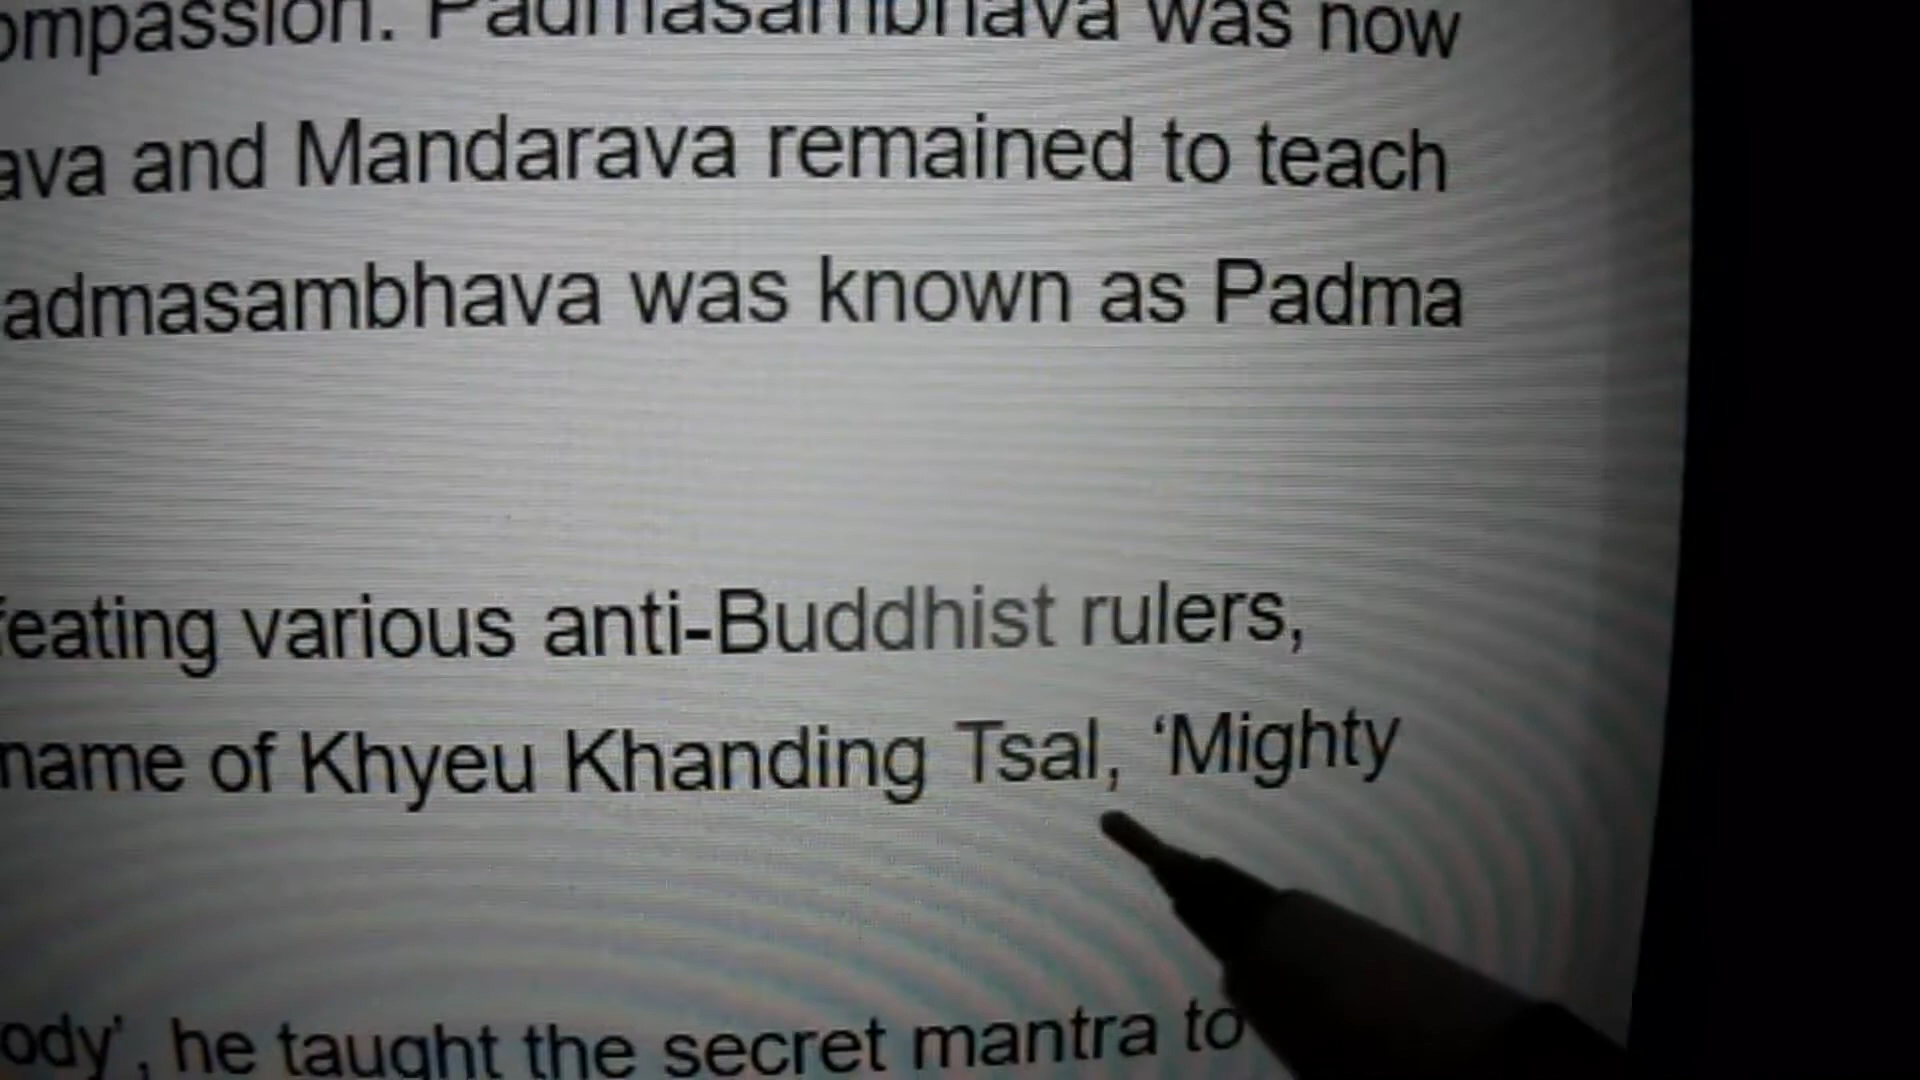 ompassion. Padmasambhava was now
ava and Mandarava remained to teach
admasambhava was known as Padma
feating various anti-Buddhist rulers,
name of Khyeu Khanding Tsal, ‘Mighty
ody’, he taught the secret mantra to